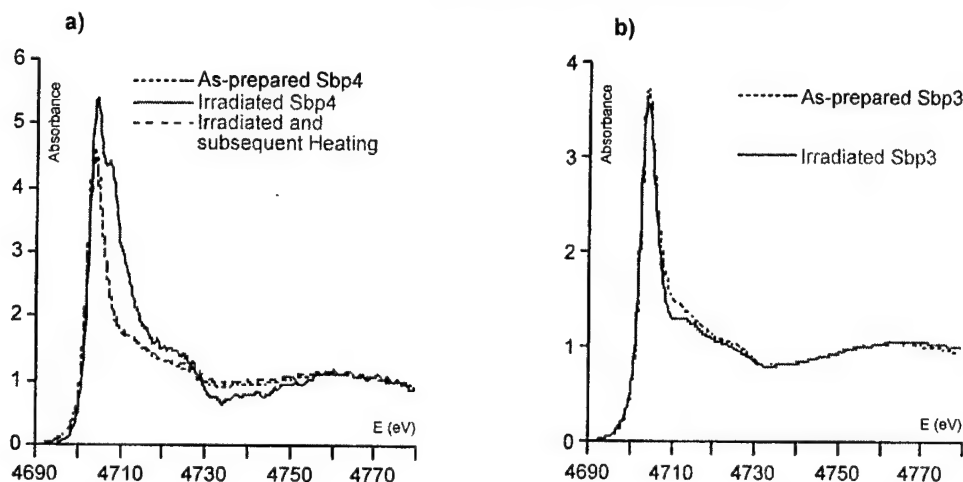 a)
6
5
4
3
2
1
0
Absorbance
As-prepared Sbp4
Irradiated Sbp4
Irradiated and
subsequent Heating
E (eV)
4690 4710 4730 4750 4770
b)
4
3
2
1
0
Absorbance
As-prepared Sbp3
Irradiated Sbp3
E (eV)
4690 4710 4730 4750 4770